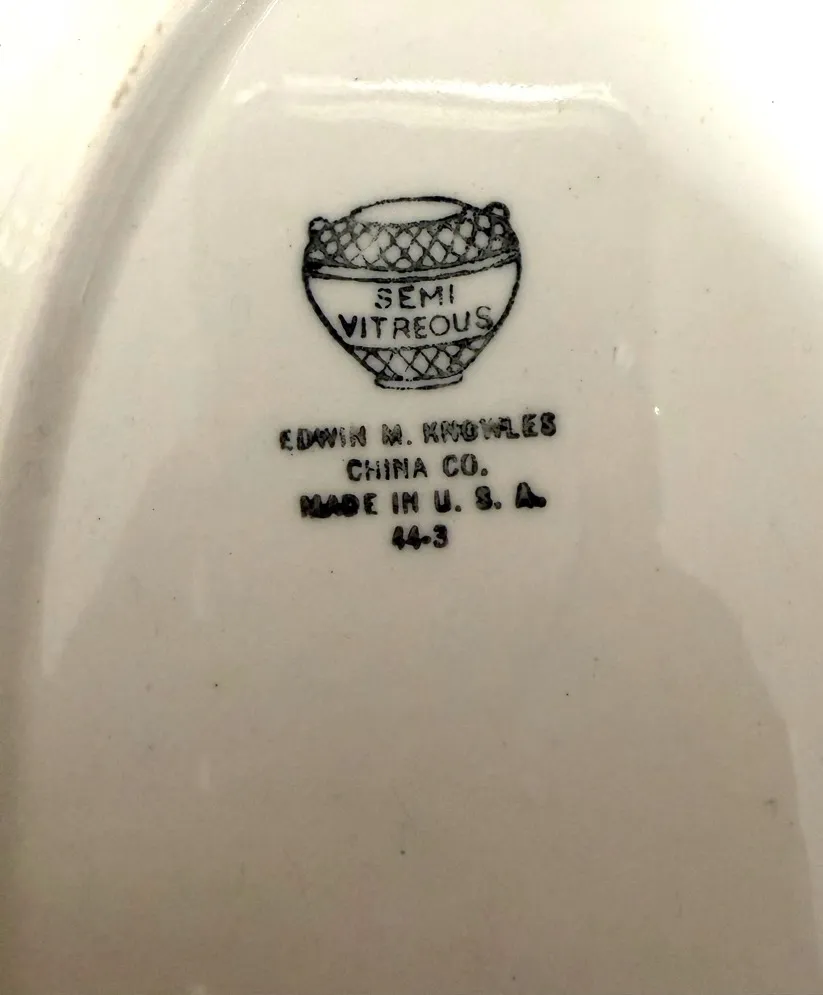 SEMI
VITREOUS
EDWIN M. KNOWLES
CHINA CO.
MADE IN U. S. A.
44-3